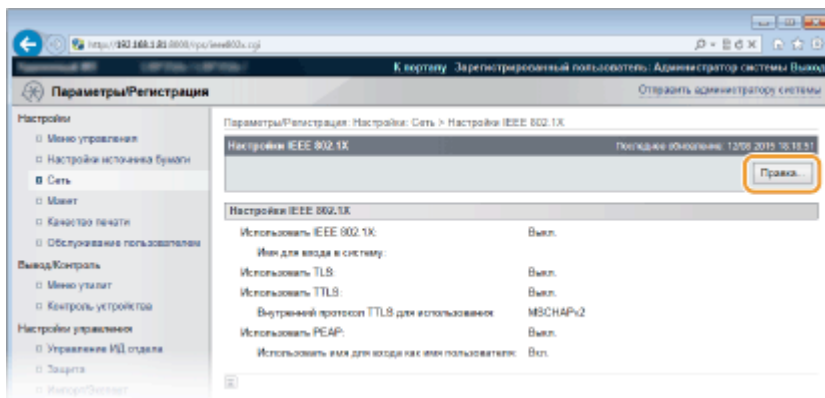 К порталу Зарегистрированный пользователь: Администратор системы Выход
Параметры/Регистрация
Отправить администратору системы
Настройки
Меню управления
Настройки источника бумаги
Сеть
Макет
Качество печати
Обслуживание пользователем
Вывод/Контроль
Меню утилит
Контроль устройства
Настройки управления
Управление ИД отдела
Защита
Импорт/Экспорт
Параметры/Регистрация: Настройки: Сеть > Настройки IEEE 802.1X
Настройки IEEE 802.1X
Последнее обновление:
Правка...
Настройки IEEE 802.1X
Использовать IEEE 802.1X: Выкл.
Имя для входа в систему:
Использовать TLS: Выкл.
Использовать TTLS: Выкл.
Внутренний протокол TTLS для использования: MSCHAPv2
Использовать PEAP: Выкл.
Использовать имя для входа как имя пользователя: Вкл.